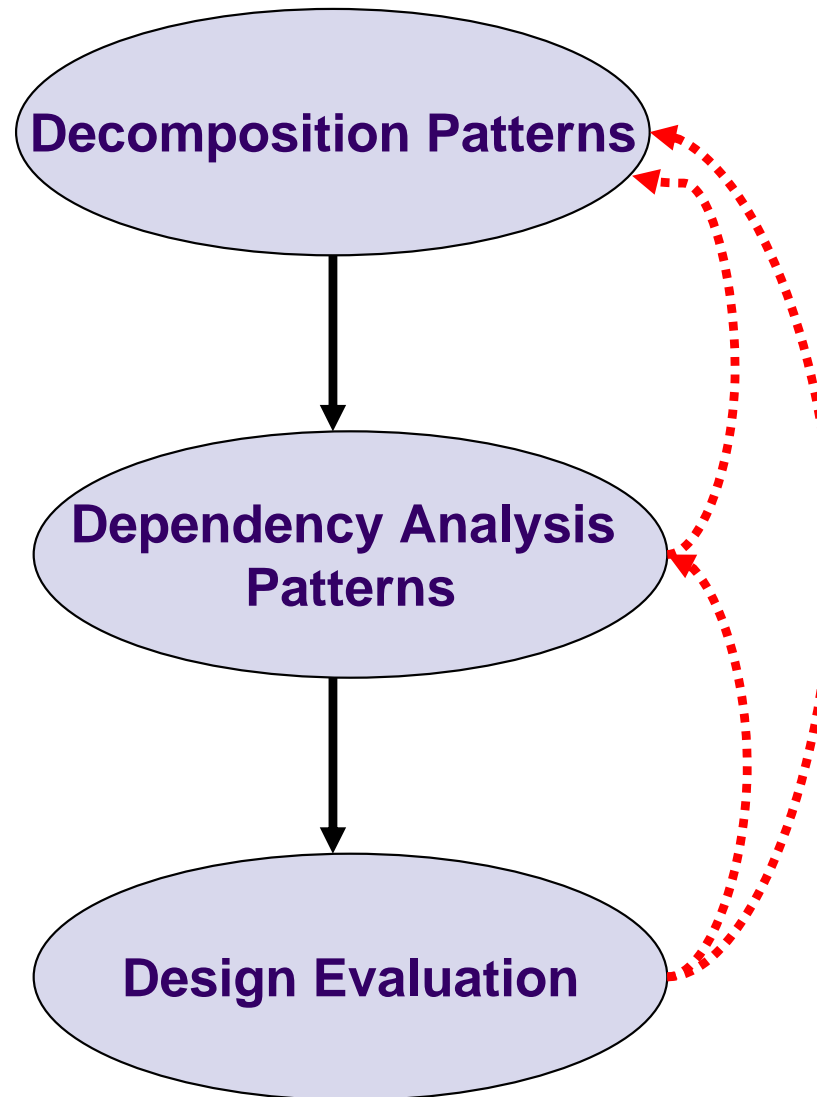 Decomposition Patterns
Dependency Analysis
Patterns
Design Evaluation